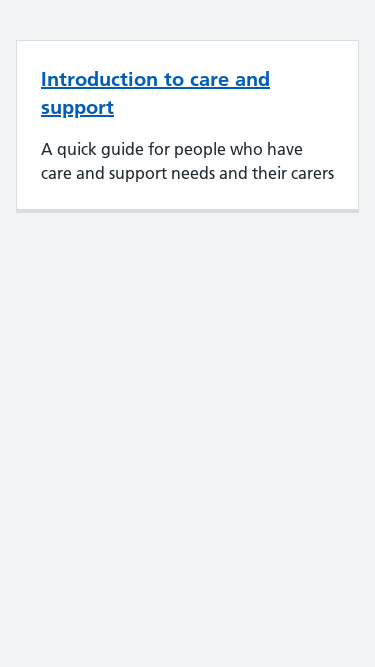 Introduction to care and
support
A quick guide for people who have
care and support needs and their carers